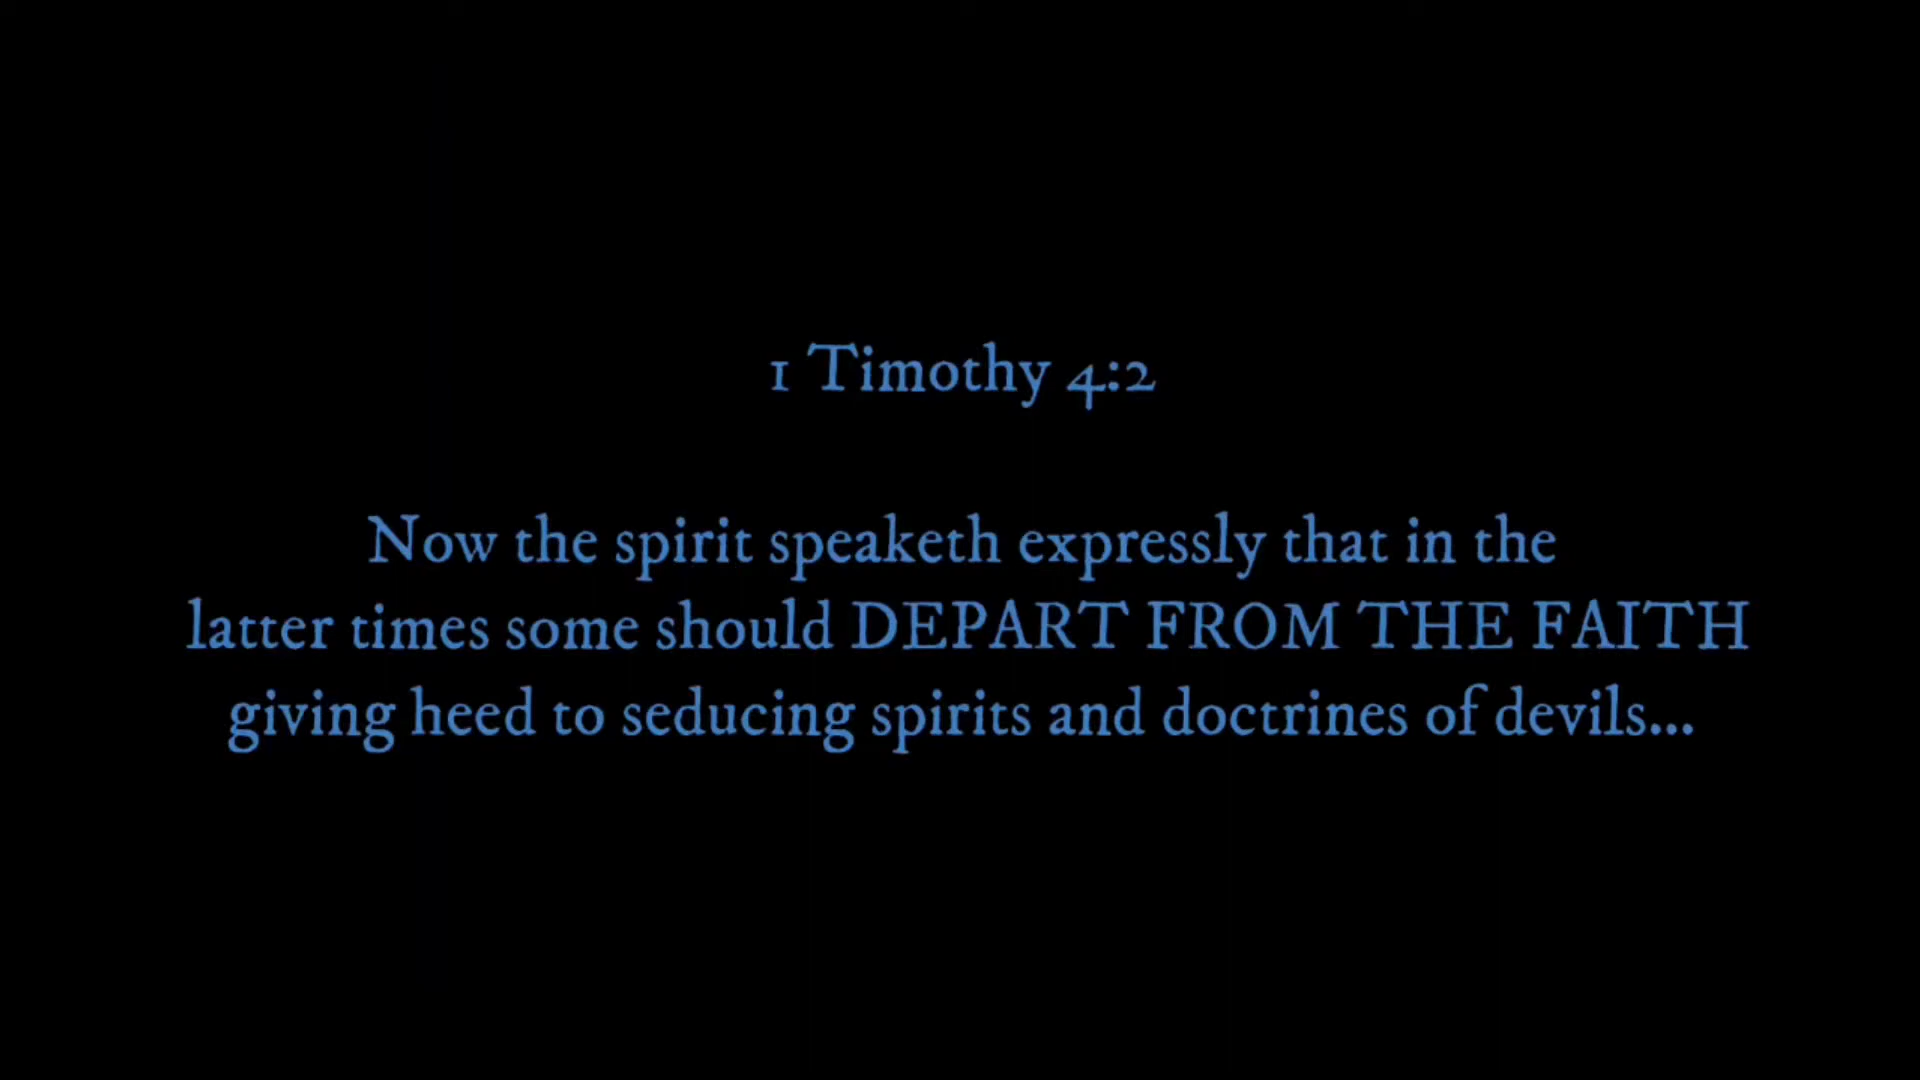 1 Timothy 4:2
Now the spirit speaketh expressly that in the
latter times some should DEPART FROM THE FAITH
giving heed to seducing spirits and doctrines of devils...